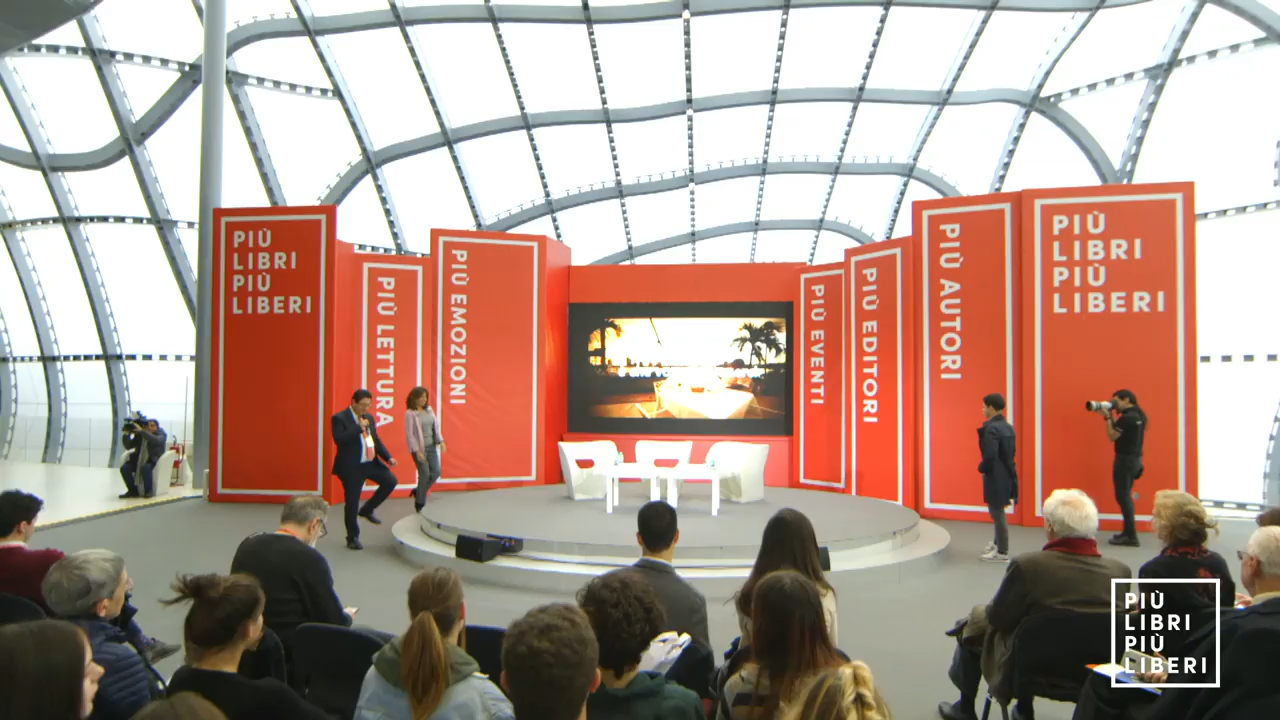 PIÙ
LIBRI
PIÙ
LIBERI
PIÙ LETTURA
PIÙ EMOZIONI
PIÙ EVENTI
PIÙ EDITORI
PIÙ AUTORI
PIÙ
LIBRI
PIÙ
LIBERI
PIÙ
LIBRI
PIÙ
LIBERI